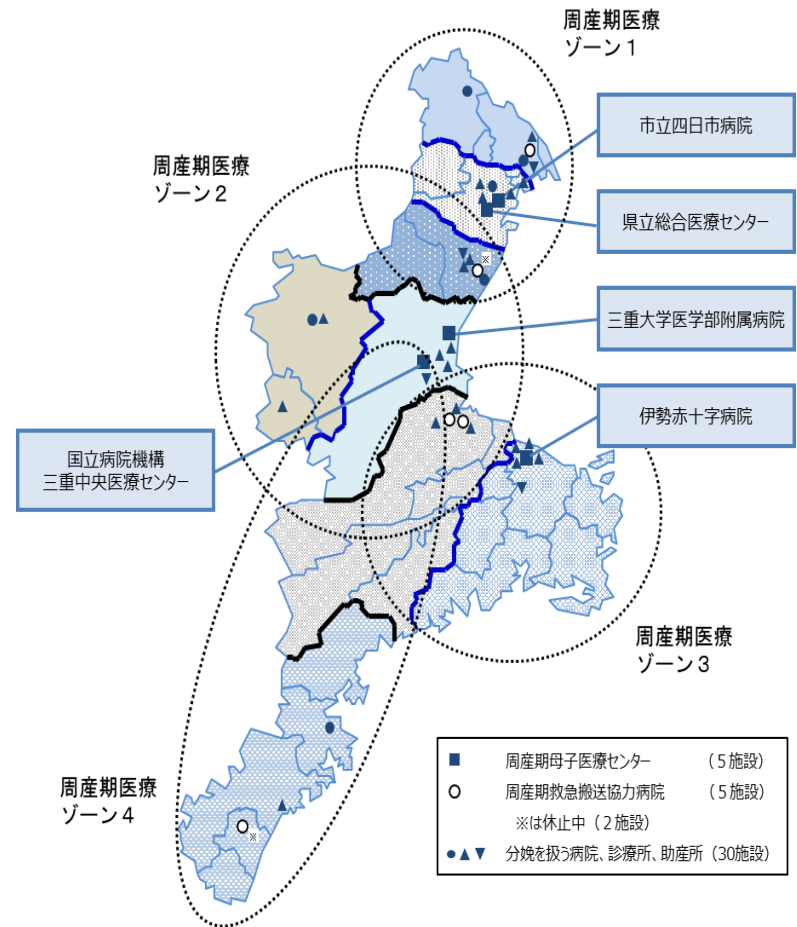 周産期医療
ゾーン１
市立四日市病院
周産期医療
ゾーン２
県立総合医療センター
※
三重大学医学部附属病院
伊勢赤十字病院
国立病院機構
三重中央医療センター
周産期医療
ゾーン３
周産期医療
ゾーン４
※
■ 周産期母子医療センター （５施設）
○ 周産期救急搬送協力病院 （５施設）
※は休止中（２施設）
●▲▼ 分娩を扱う病院、診療所、助産所（30施設）